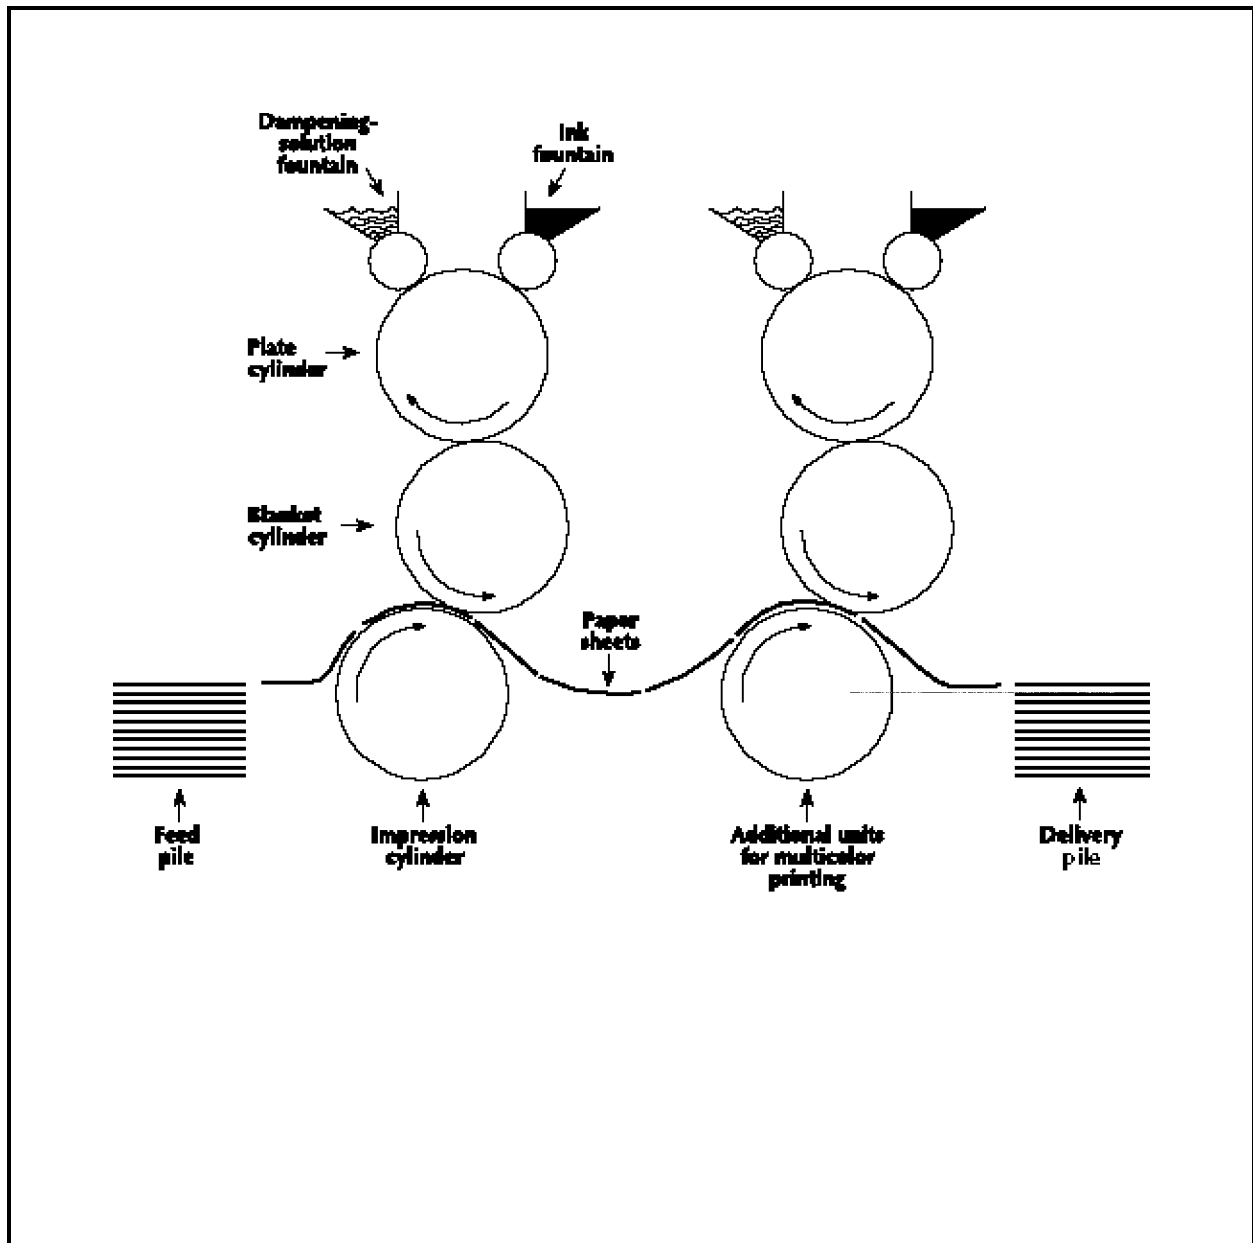 Dampening-
solution
fountain
Ink
fountain
Plate
cylinder
Blanket
cylinder
Paper
sheets
Feed
pile
Impression
cylinder
Additional units
for multicolor
printing
Delivery
pile